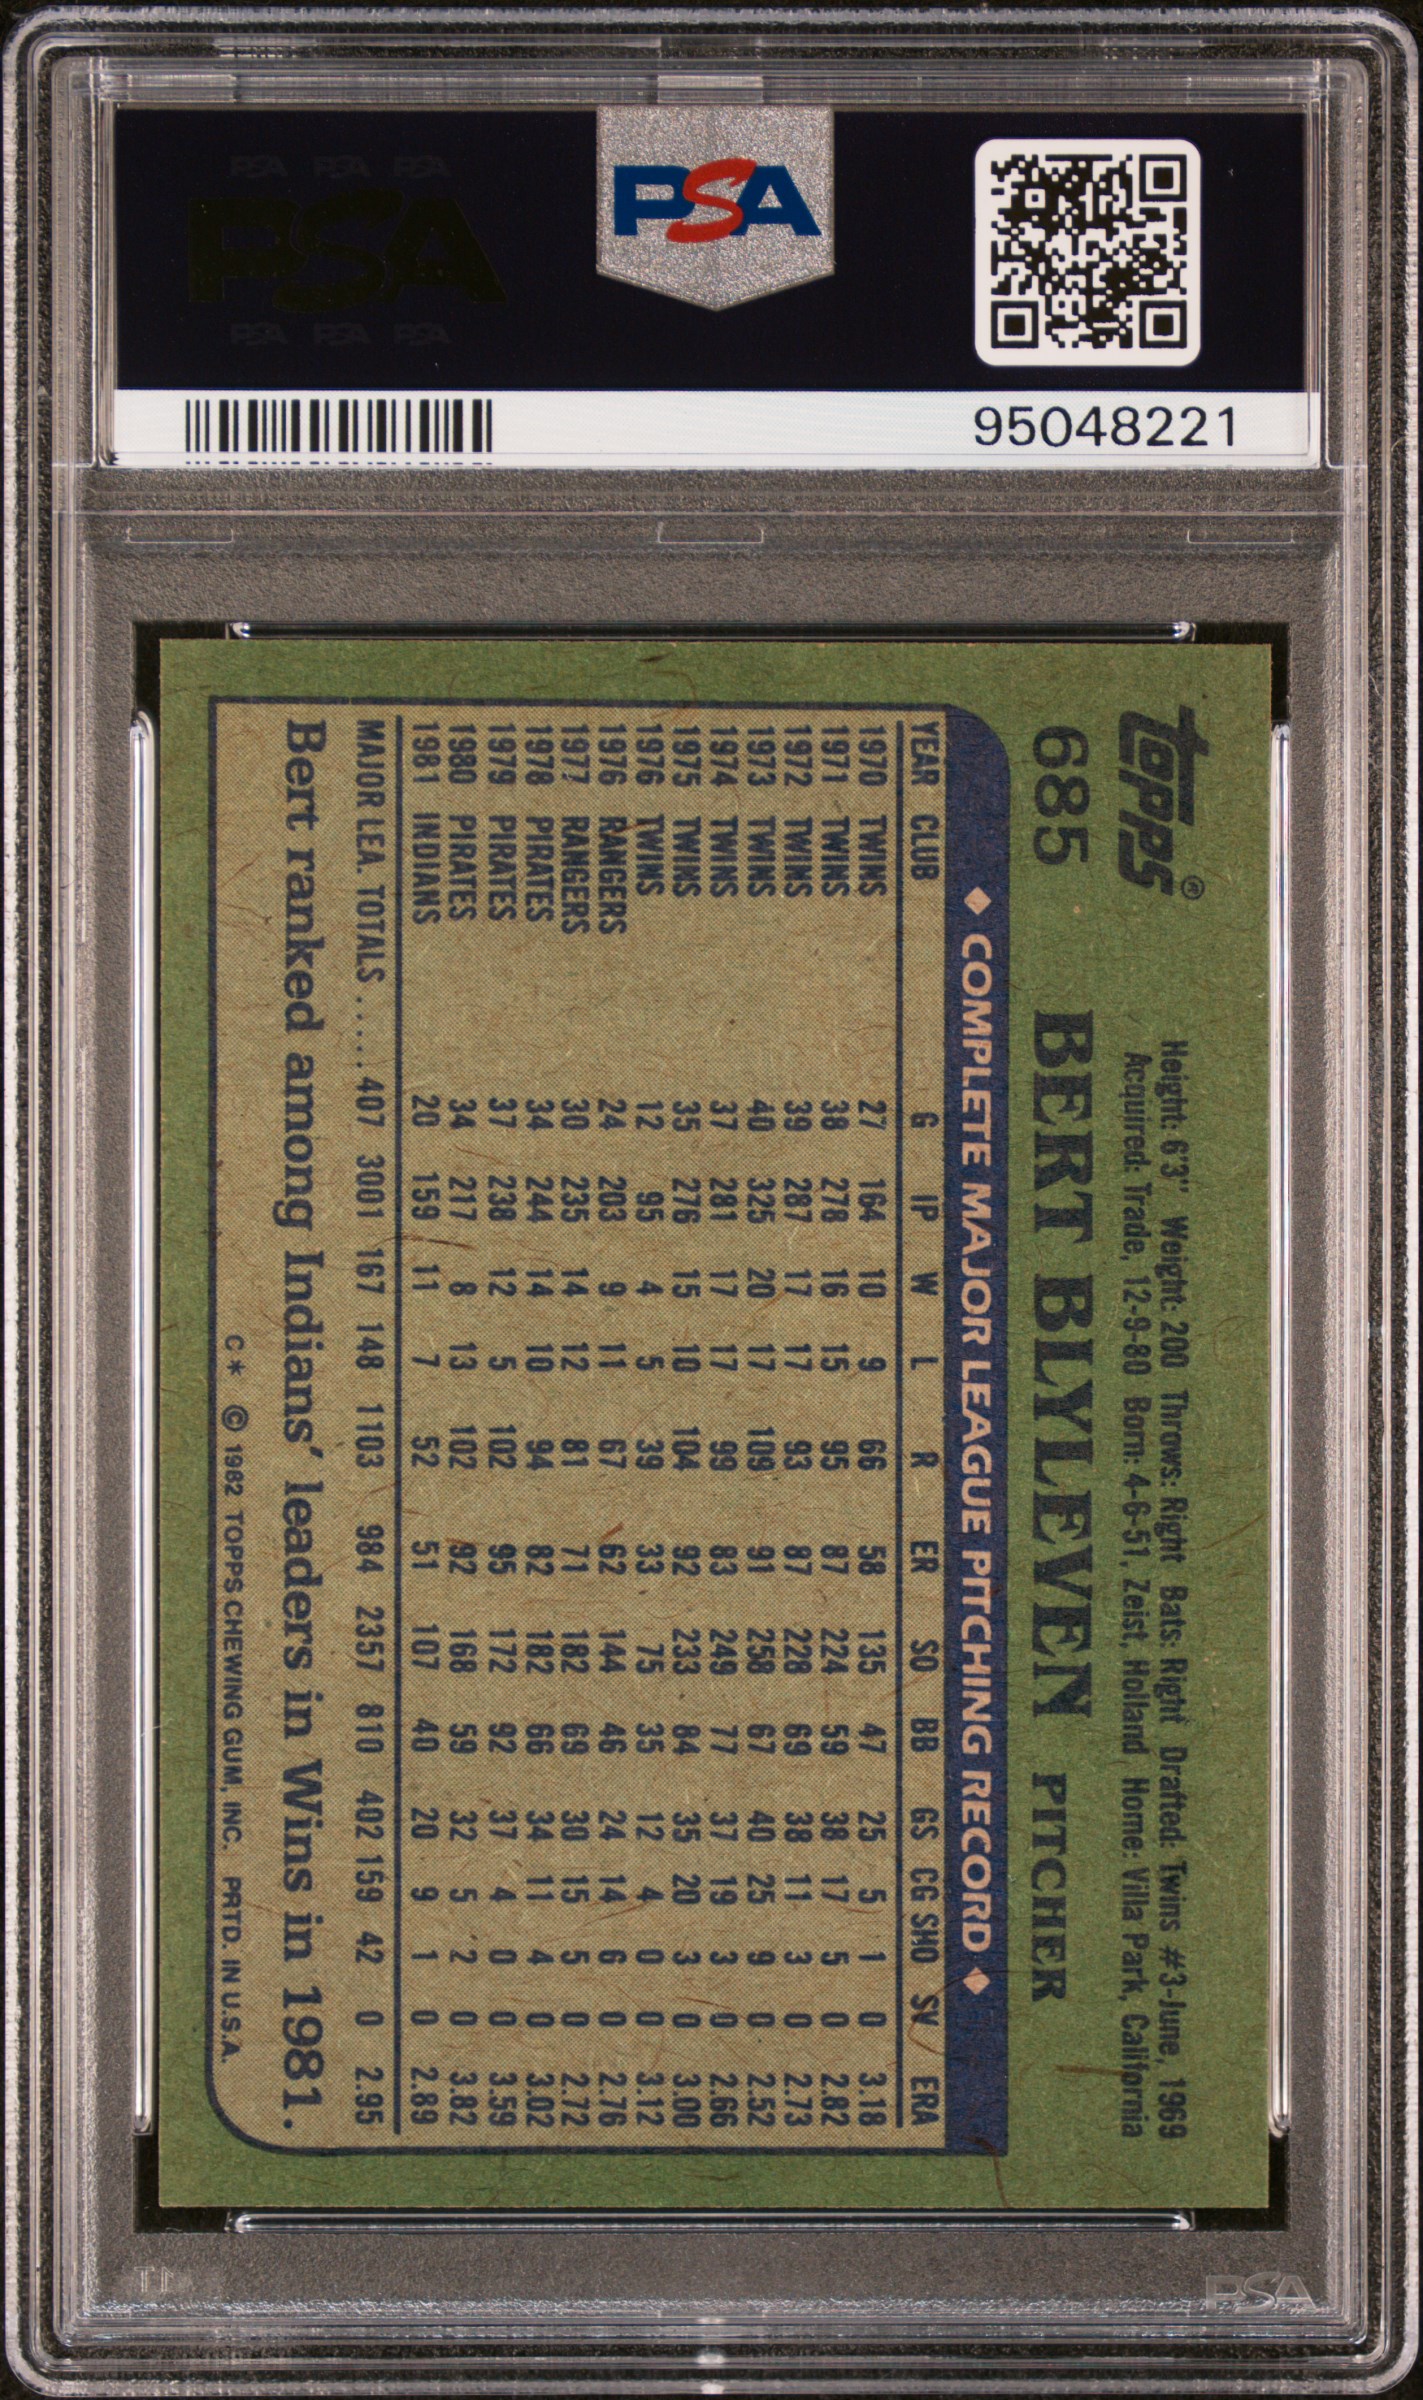 PSA PSA PSA
PSA
PSA PSA PSA
PSA
95048221
Topps®
685 BERT BLYLEVEN PITCHER
Height: 6'3" Weight: 200 Throws: Right Bats: Right Drafted: Twins #3-June, 1969
Acquired: Trade, 12-9-80 Born: 4-6-51, Zeist, Holland Home: Villa Park, California
◆ COMPLETE MAJOR LEAGUE PITCHING RECORD ◆
YEAR CLUB G IP W L R ER SO BB GS CG SHO SV ERA
1970 TWINS 27 164 10 9 66 58 135 47 25 5 1 0 3.18
1971 TWINS 38 278 16 15 95 87 224 59 38 17 5 0 2.82
1972 TWINS 39 287 17 17 93 87 228 69 38 11 3 0 2.73
1973 TWINS 40 325 20 17 109 91 258 67 40 25 9 0 2.52
1974 TWINS 37 281 17 17 99 83 249 77 37 19 3 0 2.66
1975 TWINS 35 276 15 10 104 92 233 84 35 20 3 0 3.00
1976 TWINS 12 95 4 5 39 33 75 35 12 4 0 0 3.12
1976 RANGERS 24 203 9 11 67 62 144 46 24 14 6 0 2.76
1977 RANGERS 30 235 14 12 81 71 182 69 30 15 5 0 2.72
1978 PIRATES 34 244 14 10 94 82 182 66 34 11 4 0 3.02
1979 PIRATES 37 238 12 5 102 95 172 92 37 4 0 0 3.59
1980 PIRATES 34 217 8 13 102 92 168 59 32 5 2 0 3.82
1981 INDIANS 20 159 11 7 52 51 107 40 20 9 1 0 2.89
MAJOR LEA. TOTALS ..... 407 3001 167 148 1103 984 2357 810 402 159 42 0 2.95
Bert ranked among Indians' leaders in Wins in 1981.
C* © 1982 TOPPS CHEWING GUM, INC. PRTD. IN U.S.A.
PSA